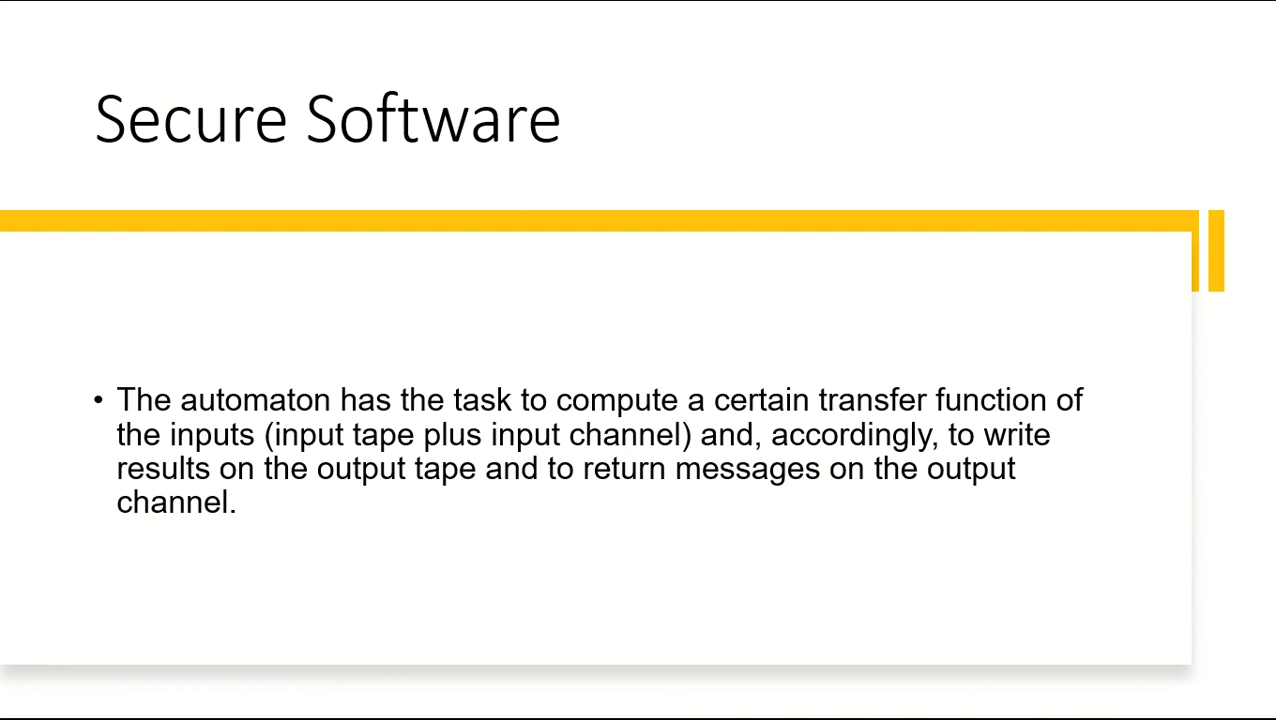 Secure Software
• The automaton has the task to compute a certain transfer function of
the inputs (input tape plus input channel) and, accordingly, to write
results on the output tape and to return messages on the output
channel.